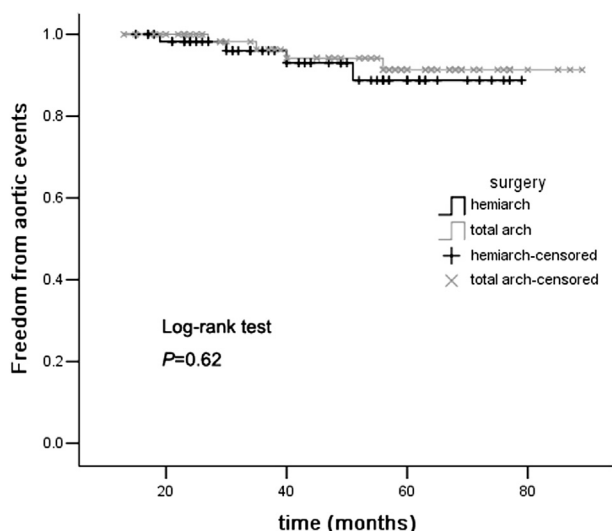 Freedom from aortic events
1.0
0.8
0.6
0.4
0.2
0.0
surgery
hemiarch
total arch
hemiarch-censored
total arch-censored
Log-rank test
P=0.62
20
40
60
80
time (months)